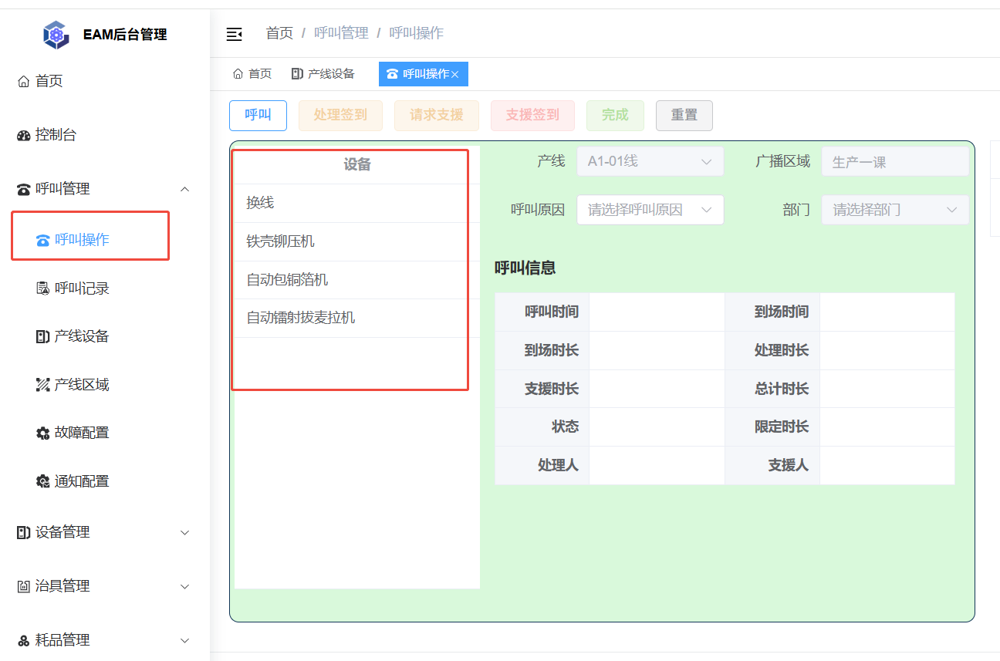 EAM后台管理
首页
控制台
呼叫管理
呼叫操作
呼叫记录
产线设备
产线区域
故障配置
通知配置
设备管理
治具管理
耗品管理
首页 / 呼叫管理 / 呼叫操作
首页 产线设备 呼叫操作×
呼叫 处理签到 请求支援 支援签到 完成 重置
设备
换线
铁壳铆压机
自动包铜箔机
自动镭射拔麦拉机
产线 A1-01线 广播区域 生产一课
呼叫原因 请选择呼叫原因 部门 请选择部门
呼叫信息
呼叫时间 到场时间
到场时长 处理时长
支援时长 总计时长
状态 限定时长
处理人 支援人